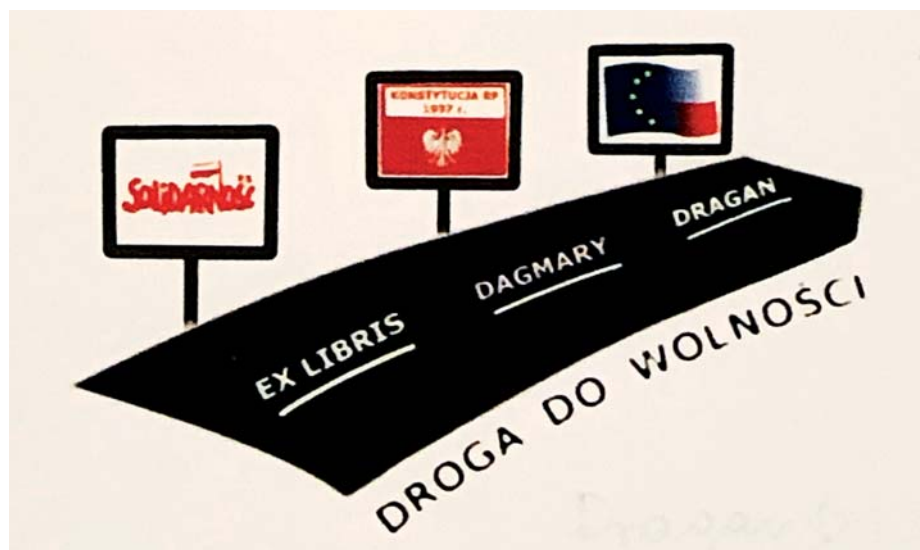 SOLIDARNOŚĆ
KONSTYTUCJA RP
1997 r.
EX LIBRIS
DAGMARY
DRAGAN
DROGA DO WOLNOŚCI